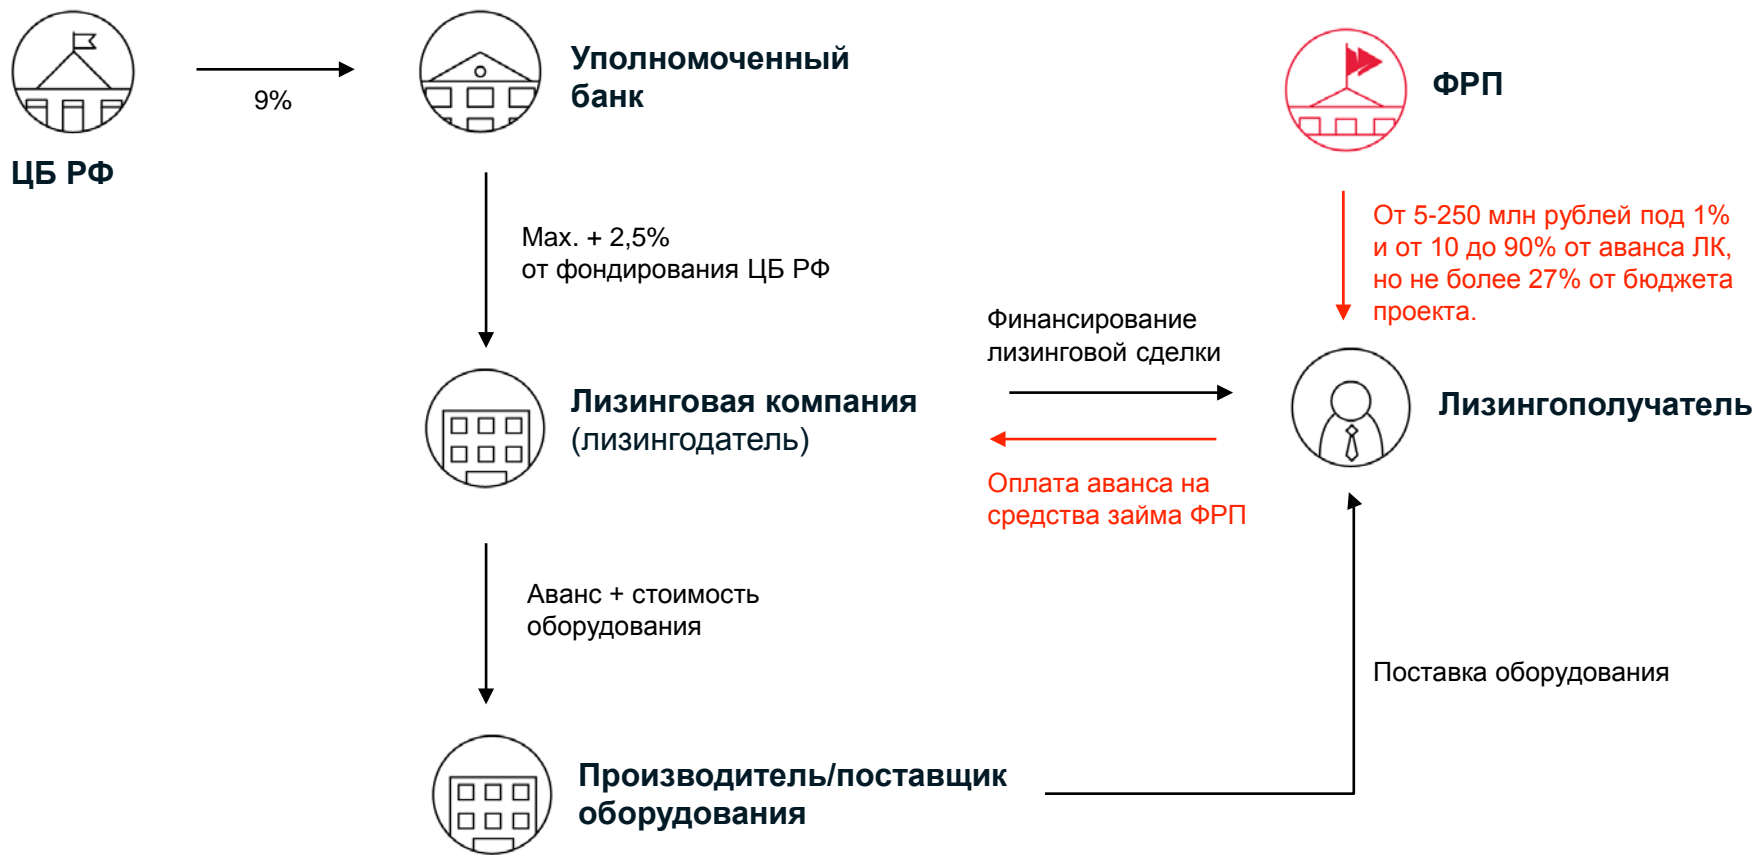 ЦБ РФ
9%
Уполномоченный
банк
Max. + 2,5%
от фондирования ЦБ РФ
Лизинговая компания
(лизингодатель)
Аванс + стоимость
оборудования
Производитель/поставщик
оборудования
Финансирование
лизинговой сделки
Оплата аванса на
средства займа ФРП
ФРП
От 5-250 млн рублей под 1%
и от 10 до 90% от аванса ЛК,
но не более 27% от бюджета
проекта.
Лизингополучатель
Поставка оборудования